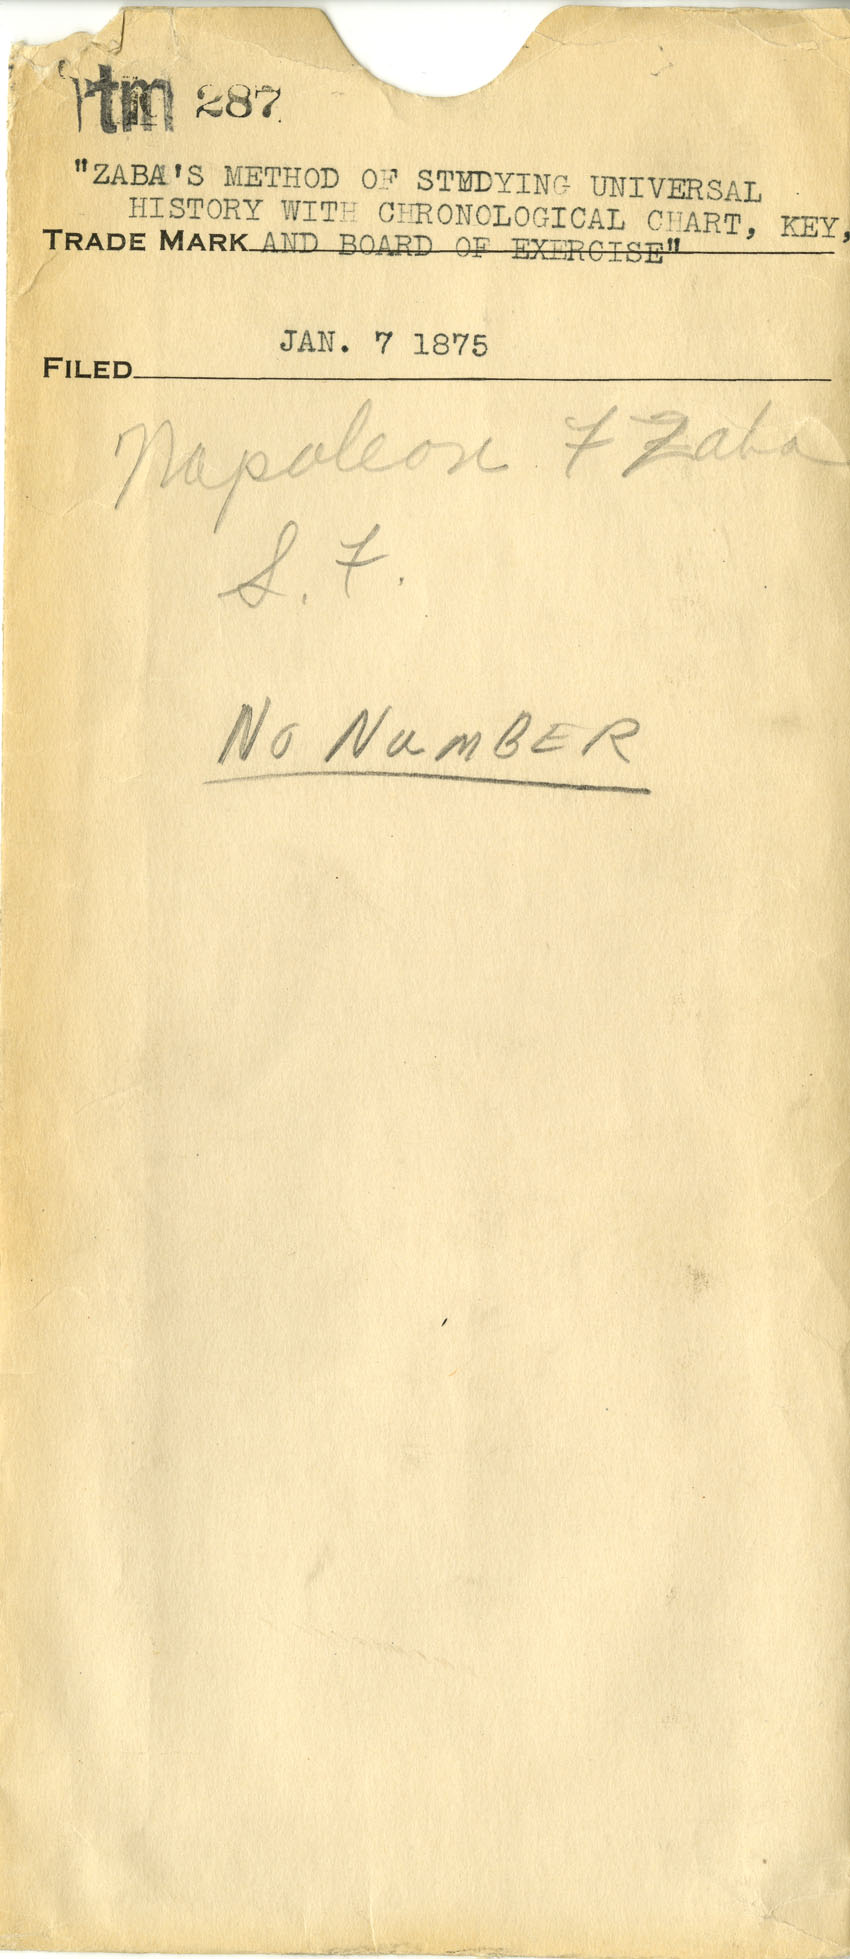 rtm 287
"ZABA'S METHOD OF STUDYING UNIVERSAL
HISTORY WITH CHRONOLOGICAL CHART, KEY,
TRADE MARK AND BOARD OF EXERCISE"
JAN. 7 1875
FILED
Napoleon F Zaba
S. F.
No NumBER